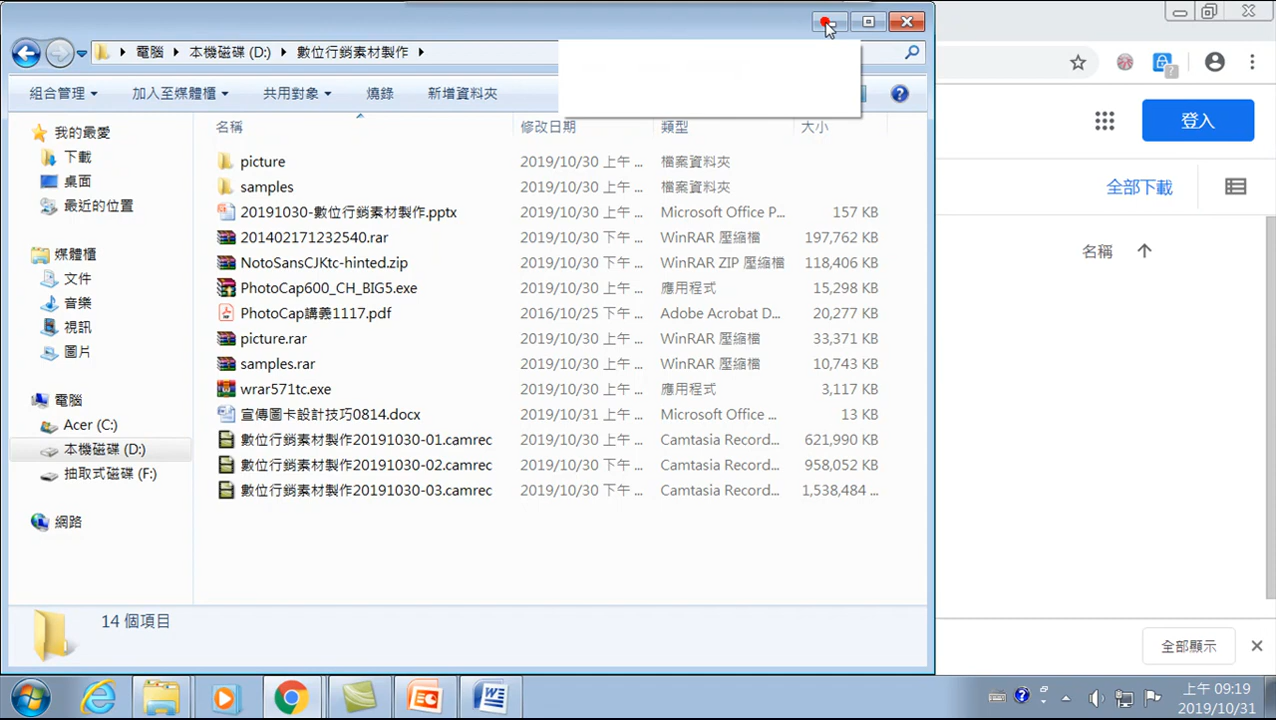 電腦 本機磁碟 (D:) 數位行銷素材製作
組合管理 加入至媒體櫃 共用對象 燒錄 新增資料夾
登入
全部下載
我的最愛
下載
桌面
最近的位置
媒體櫃
文件
音樂
視訊
圖片
電腦
Acer (C:)
本機磁碟 (D:)
抽取式磁碟 (F:)
網路
名稱 修改日期 類型 大小
picture 2019/10/30 上午 ... 檔案資料夾
samples 2019/10/30 上午 ... 檔案資料夾
20191030-數位行銷素材製作.pptx 2019/10/30 上午 ... Microsoft Office P... 157 KB
201402171232540.rar 2019/10/30 下午 ... WinRAR 壓縮檔 197,762 KB
NotoSansCJKtc-hinted.zip 2019/10/30 下午 ... WinRAR ZIP 壓縮檔 118,406 KB
PhotoCap600_CH_BIG5.exe 2019/10/30 上午 ... 應用程式 15,298 KB
PhotoCap講義1117.pdf 2016/10/25 下午 ... Adobe Acrobat D... 20,277 KB
picture.rar 2019/10/30 上午 ... WinRAR 壓縮檔 33,371 KB
samples.rar 2019/10/30 上午 ... WinRAR 壓縮檔 10,743 KB
wrar571tc.exe 2019/10/30 上午 ... 應用程式 3,117 KB
宣傳圖卡設計技巧0814.docx 2019/10/31 上午 ... Microsoft Office ... 13 KB
數位行銷素材製作20191030-01.camrec 2019/10/30 上午 ... Camtasia Record... 621,990 KB
數位行銷素材製作20191030-02.camrec 2019/10/30 下午 ... Camtasia Record... 958,052 KB
數位行銷素材製作20191030-03.camrec 2019/10/30 下午 ... Camtasia Record... 1,538,484 ...
14 個項目
名稱
全部顯示
上午 09:19
2019/10/31